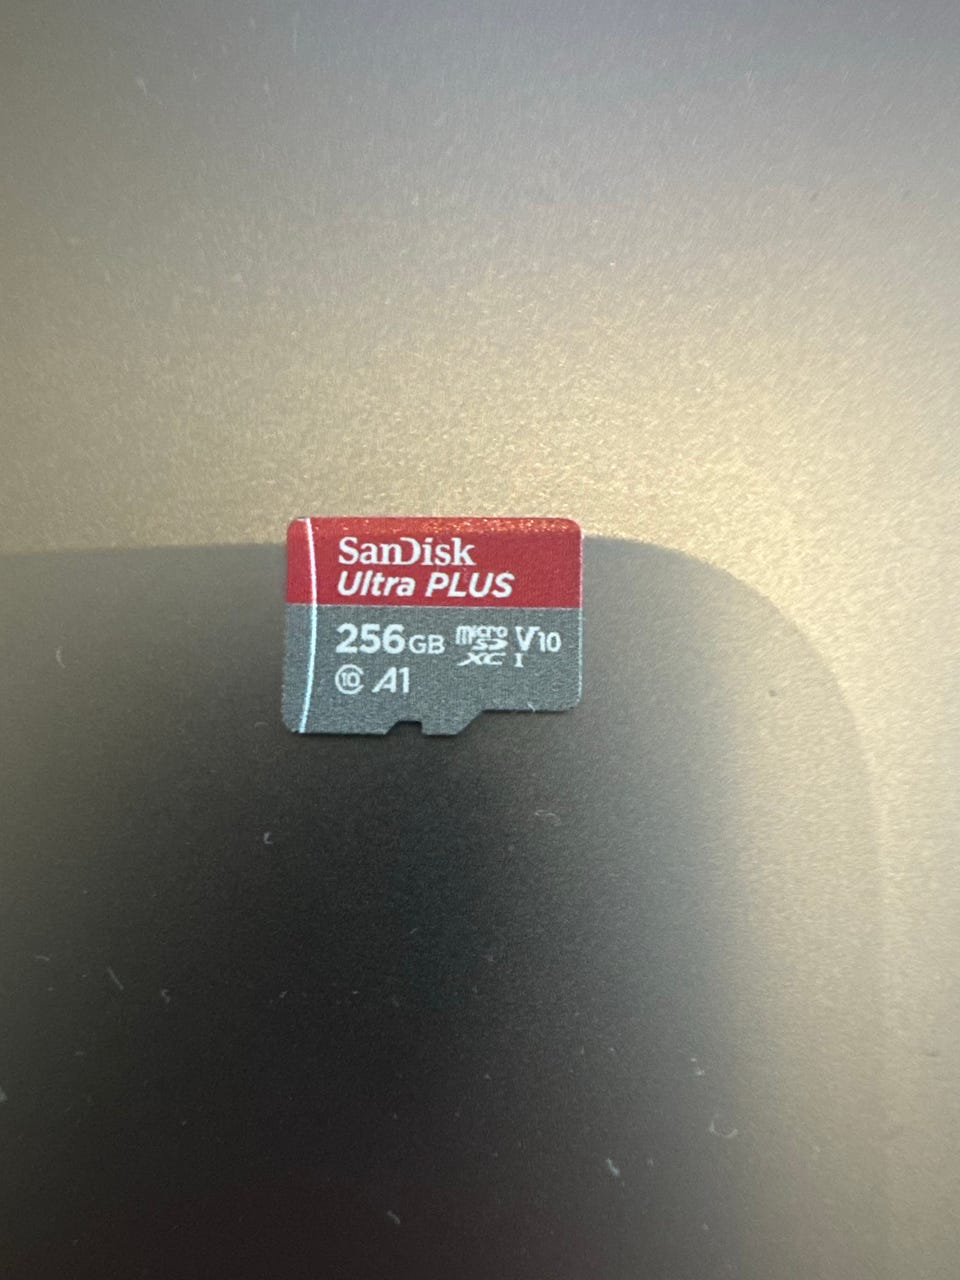 SanDisk
Ultra PLUS
256GB micro SD XC I V10
10 A1